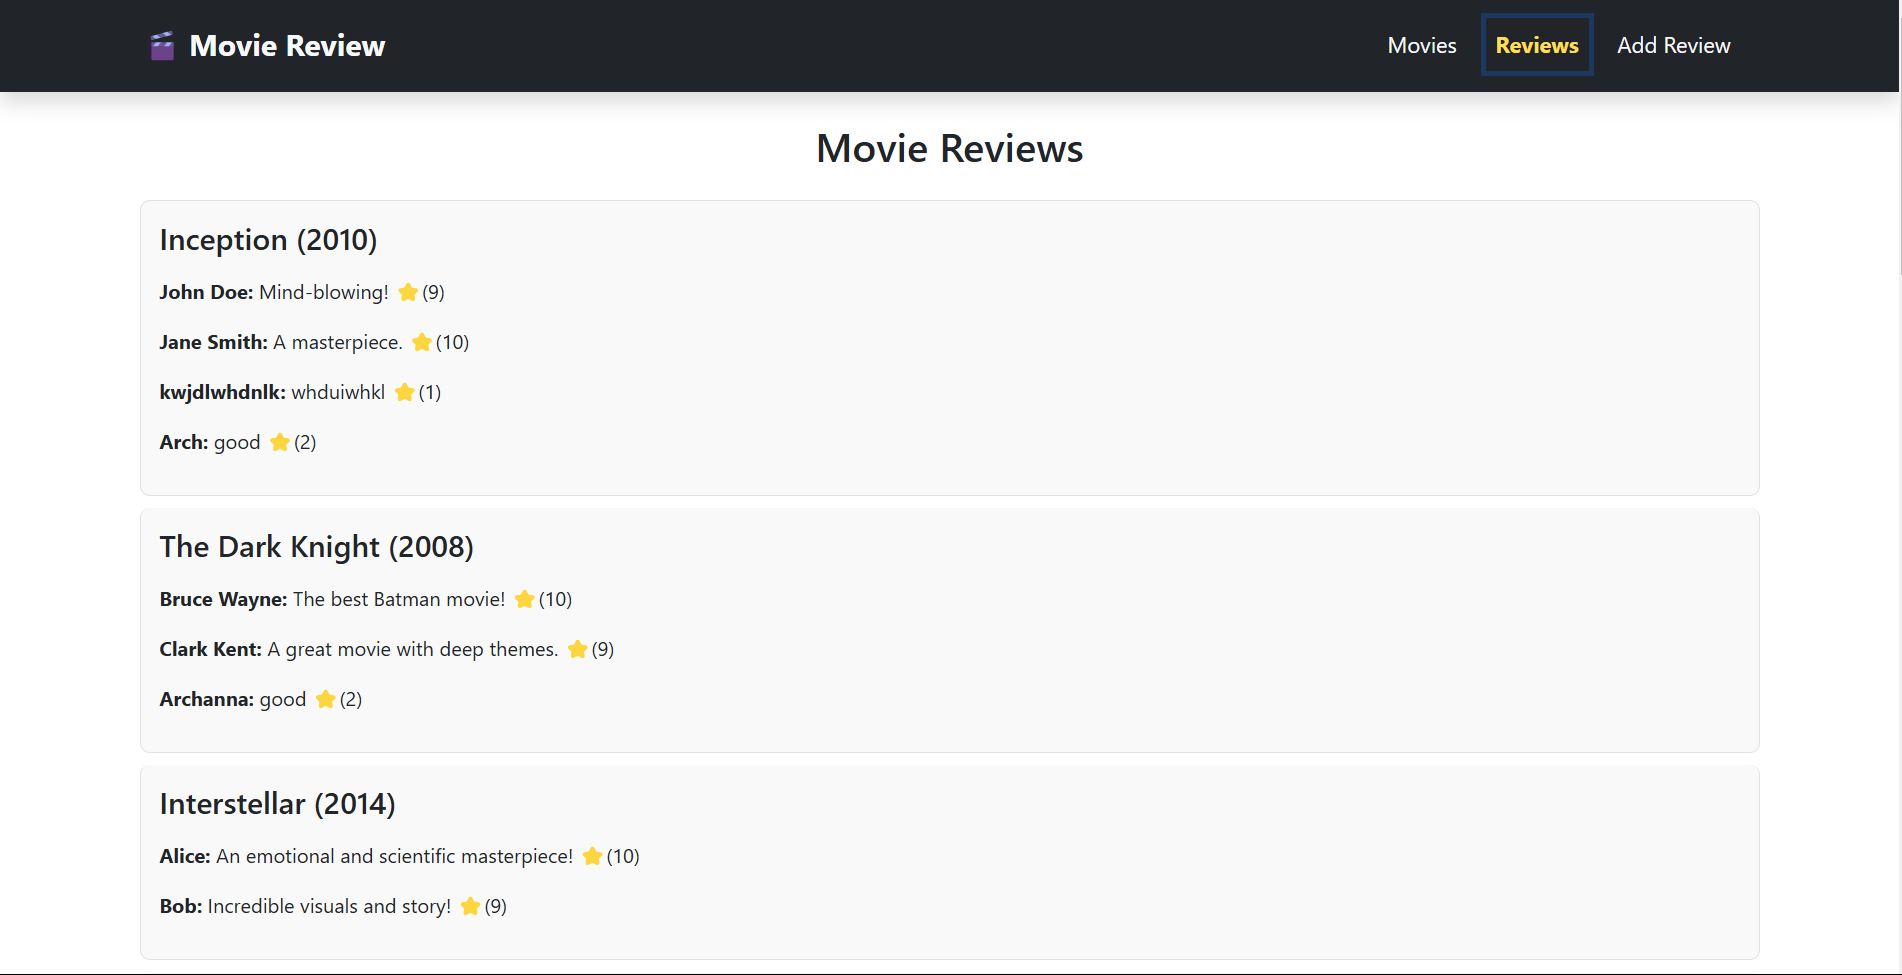 Movie Review
Movies Reviews Add Review
Movie Reviews
Inception (2010)
John Doe: Mind-blowing! ⭐(9)
Jane Smith: A masterpiece. ⭐(10)
kwjdlwhdnlk: whduiwhkl ⭐(1)
Arch: good ⭐(2)
The Dark Knight (2008)
Bruce Wayne: The best Batman movie! ⭐(10)
Clark Kent: A great movie with deep themes. ⭐(9)
Archanna: good ⭐(2)
Interstellar (2014)
Alice: An emotional and scientific masterpiece! ⭐(10)
Bob: Incredible visuals and story! ⭐(9)